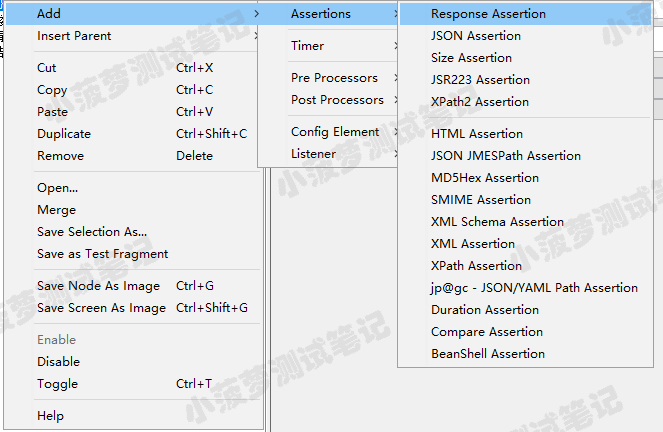 Add
Insert Parent
Cut Ctrl+X
Copy Ctrl+C
Paste Ctrl+V
Duplicate Ctrl+Shift+C
Remove Delete
Open...
Merge
Save Selection As...
Save as Test Fragment
Save Node As Image Ctrl+G
Save Screen As Image Ctrl+Shift+G
Enable
Disable
Toggle Ctrl+T
Help
Assertions
Timer
Pre Processors
Post Processors
Config Element
Listener
Response Assertion
JSON Assertion
Size Assertion
JSR223 Assertion
XPath2 Assertion
HTML Assertion
JSON JMESPath Assertion
MD5Hex Assertion
SMIME Assertion
XML Schema Assertion
XML Assertion
XPath Assertion
jp@gc - JSON/YAML Path Assertion
Duration Assertion
Compare Assertion
BeanShell Assertion
小菠萝测试笔记
小菠萝测试笔记
小菠萝测试笔记
小菠萝测试笔记
小菠萝测试笔记